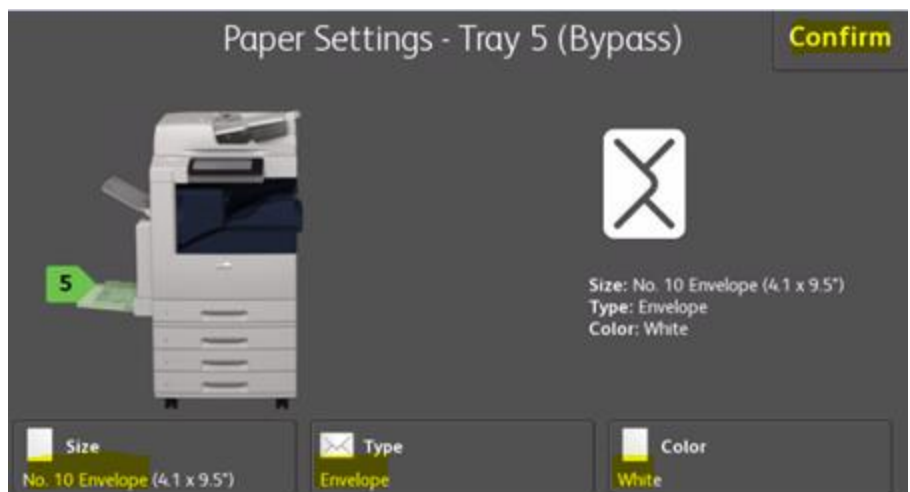 Paper Settings - Tray 5 (Bypass)
Confirm
5
Size: No. 10 Envelope (4.1 x 9.5")
Type: Envelope
Color: White
Size
No. 10 Envelope (4.1 x 9.5")
Type
Envelope
Color
White